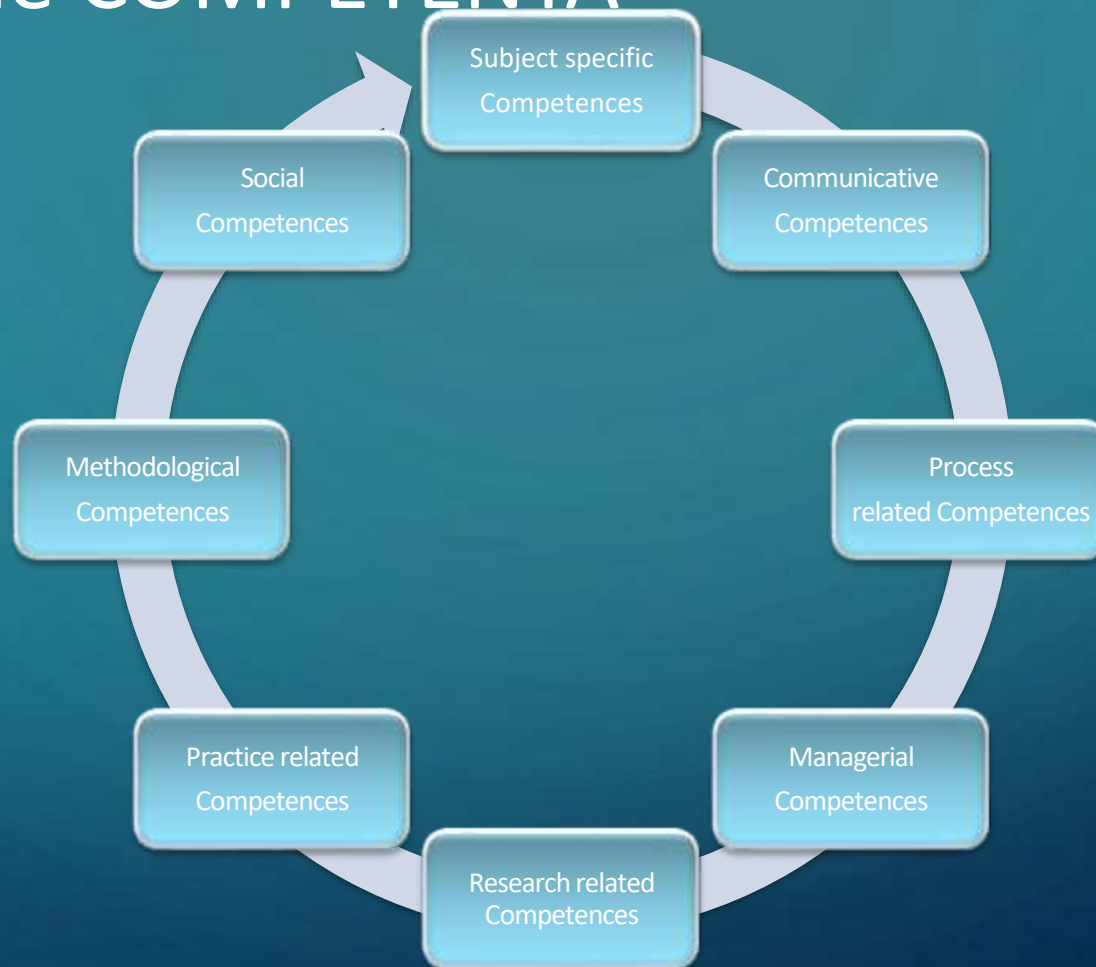 COMPETENȚA
Subject specific
Competences
Communicative
Competences
Process
related Competences
Managerial
Competences
Research related
Competences
Practice related
Competences
Methodological
Competences
Social
Competences